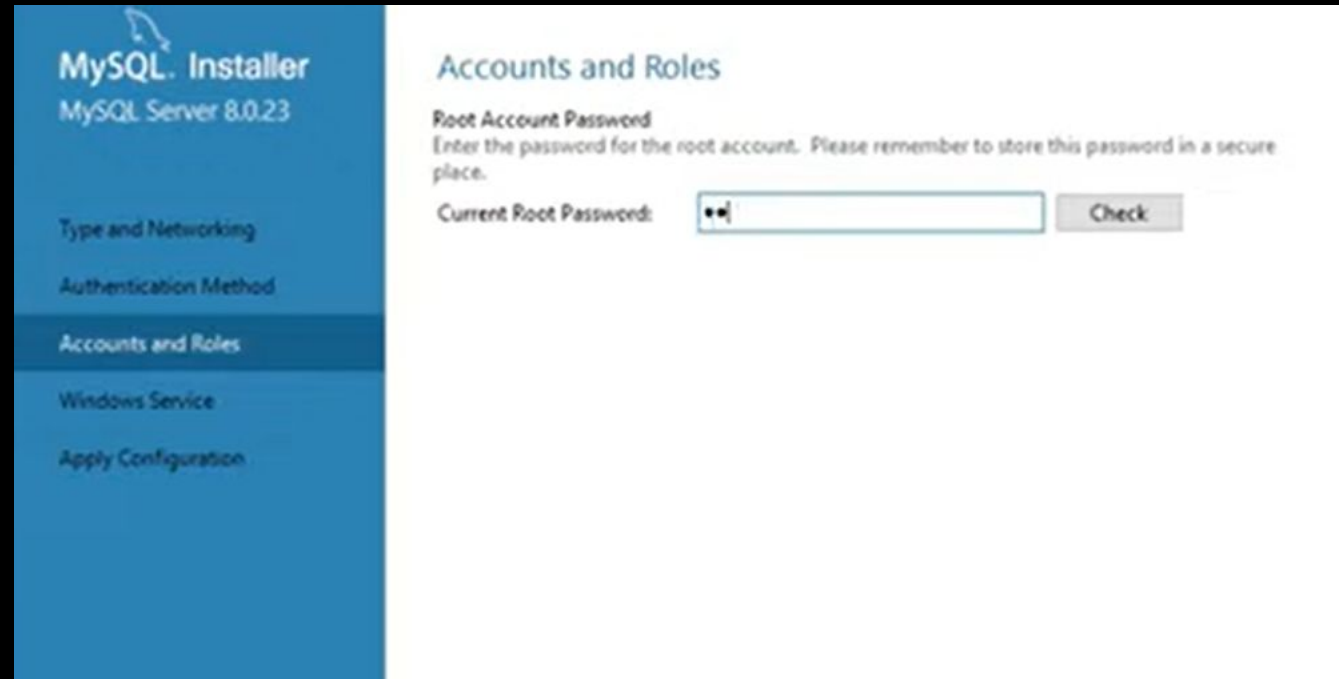 MySQL. Installer
MySQL Server 8.0.23
Type and Networking
Authentication Method
Accounts and Roles
Windows Service
Apply Configuration
Accounts and Roles
Root Account Password
Enter the password for the root account. Please remember to store this password in a secure
place.
Current Root Password: ••
Check